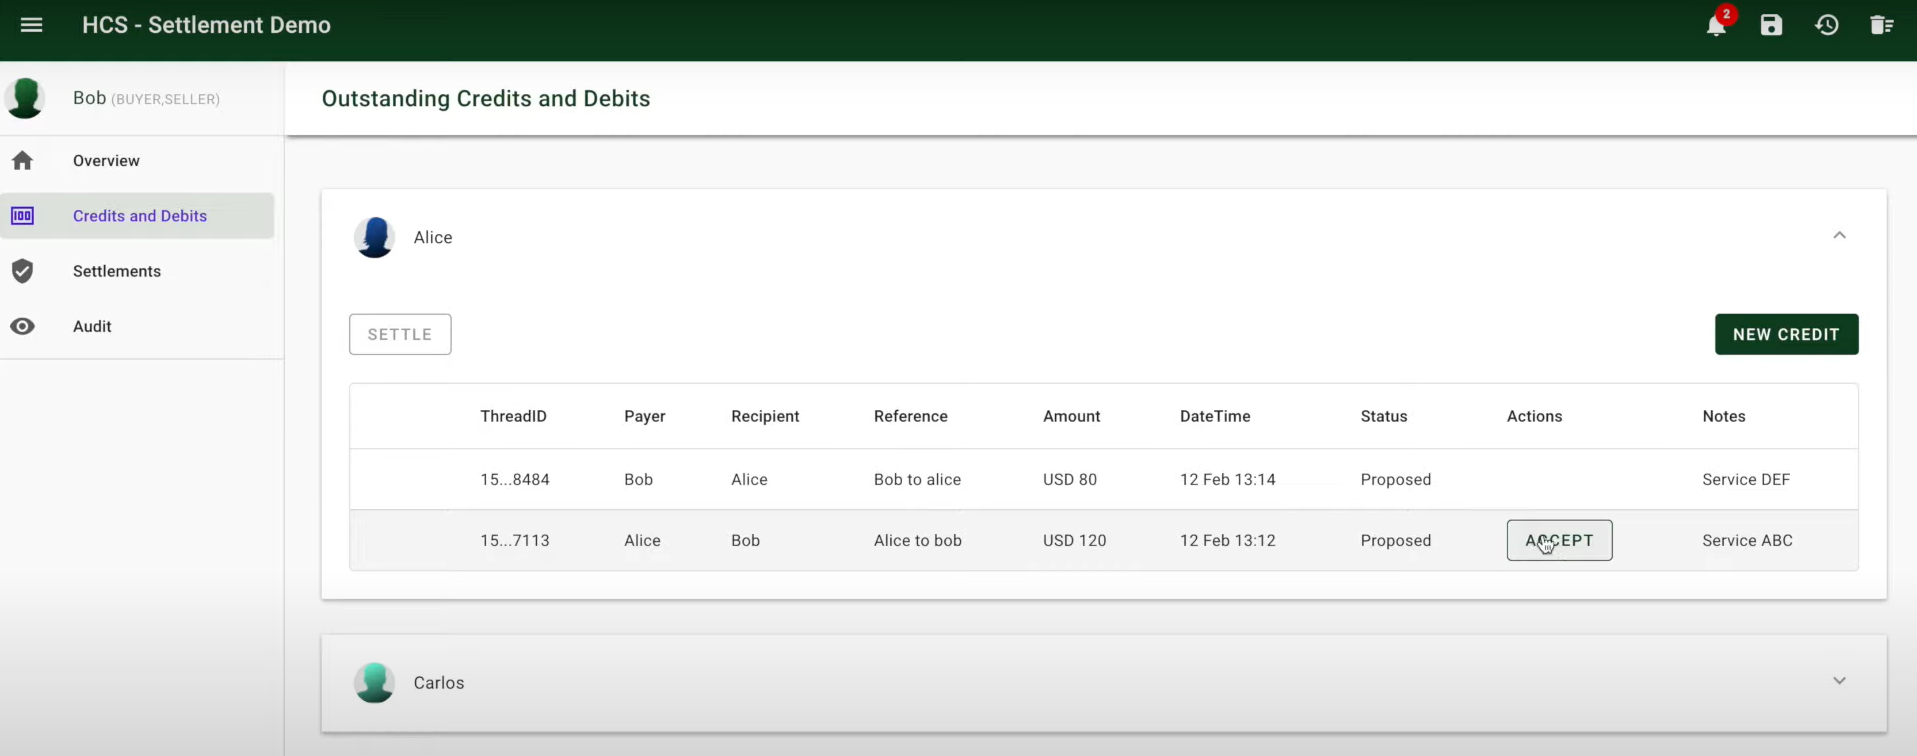 HCS - Settlement Demo
2
Bob (BUYER,SELLER)
Outstanding Credits and Debits
Overview
100 Credits and Debits
Settlements
Audit
Alice
SETTLE
NEW CREDIT
ThreadID Payer Recipient Reference Amount DateTime Status Actions Notes
15...8484 Bob Alice Bob to alice USD 80 12 Feb 13:14 Proposed Service DEF
15...7113 Alice Bob Alice to bob USD 120 12 Feb 13:12 Proposed ACCEPT Service ABC
Carlos